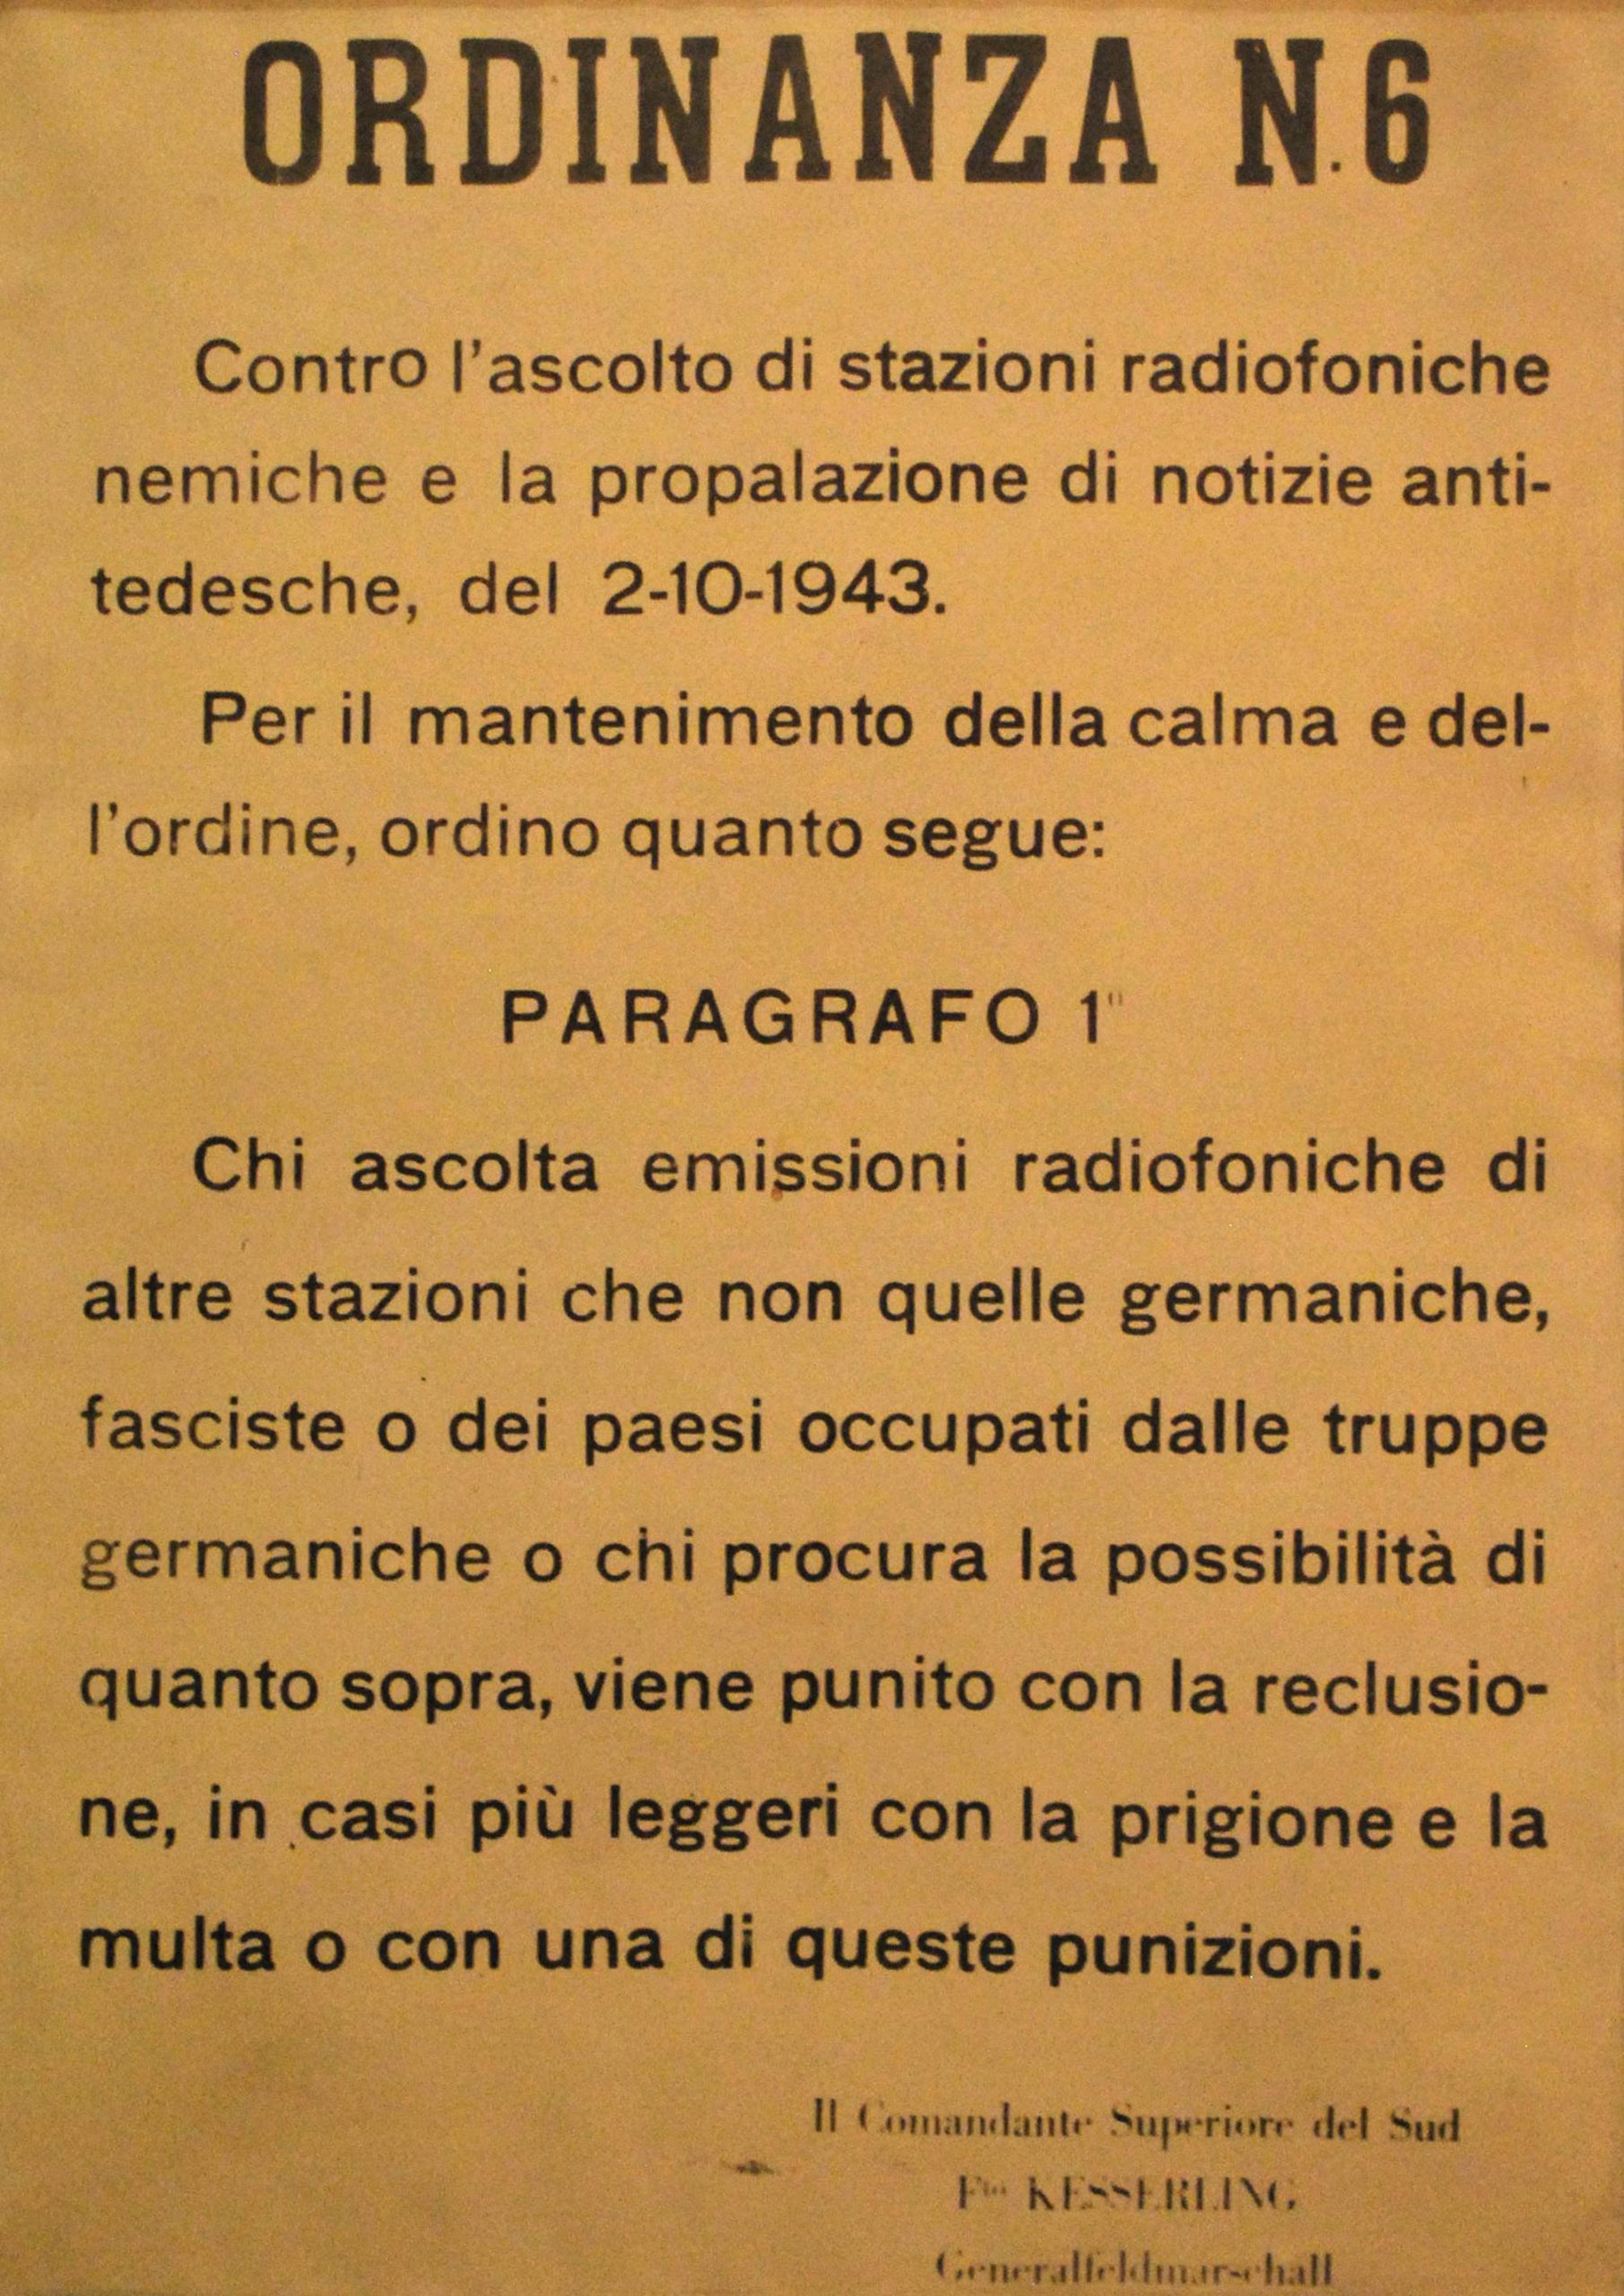 ORDINANZA N. 6
Contro l'ascolto di stazioni radiofoniche
nemiche e la propalazione di notizie anti-
tedesche, del 2-10-1943.
Per il mantenimento della calma e del-
l'ordine, ordino quanto segue:
PARAGRAFO 1º
Chi ascolta emissioni radiofoniche di
altre stazioni che non quelle germaniche,
fasciste o dei paesi occupati dalle truppe
germaniche o chi procura la possibilità di
quanto sopra, viene punito con la reclusio-
ne, in casi più leggeri con la prigione e la
multa o con una di queste punizioni.
Il Comandante Superiore del Sud
F.to KESSERLING
Generalfeldmarschall